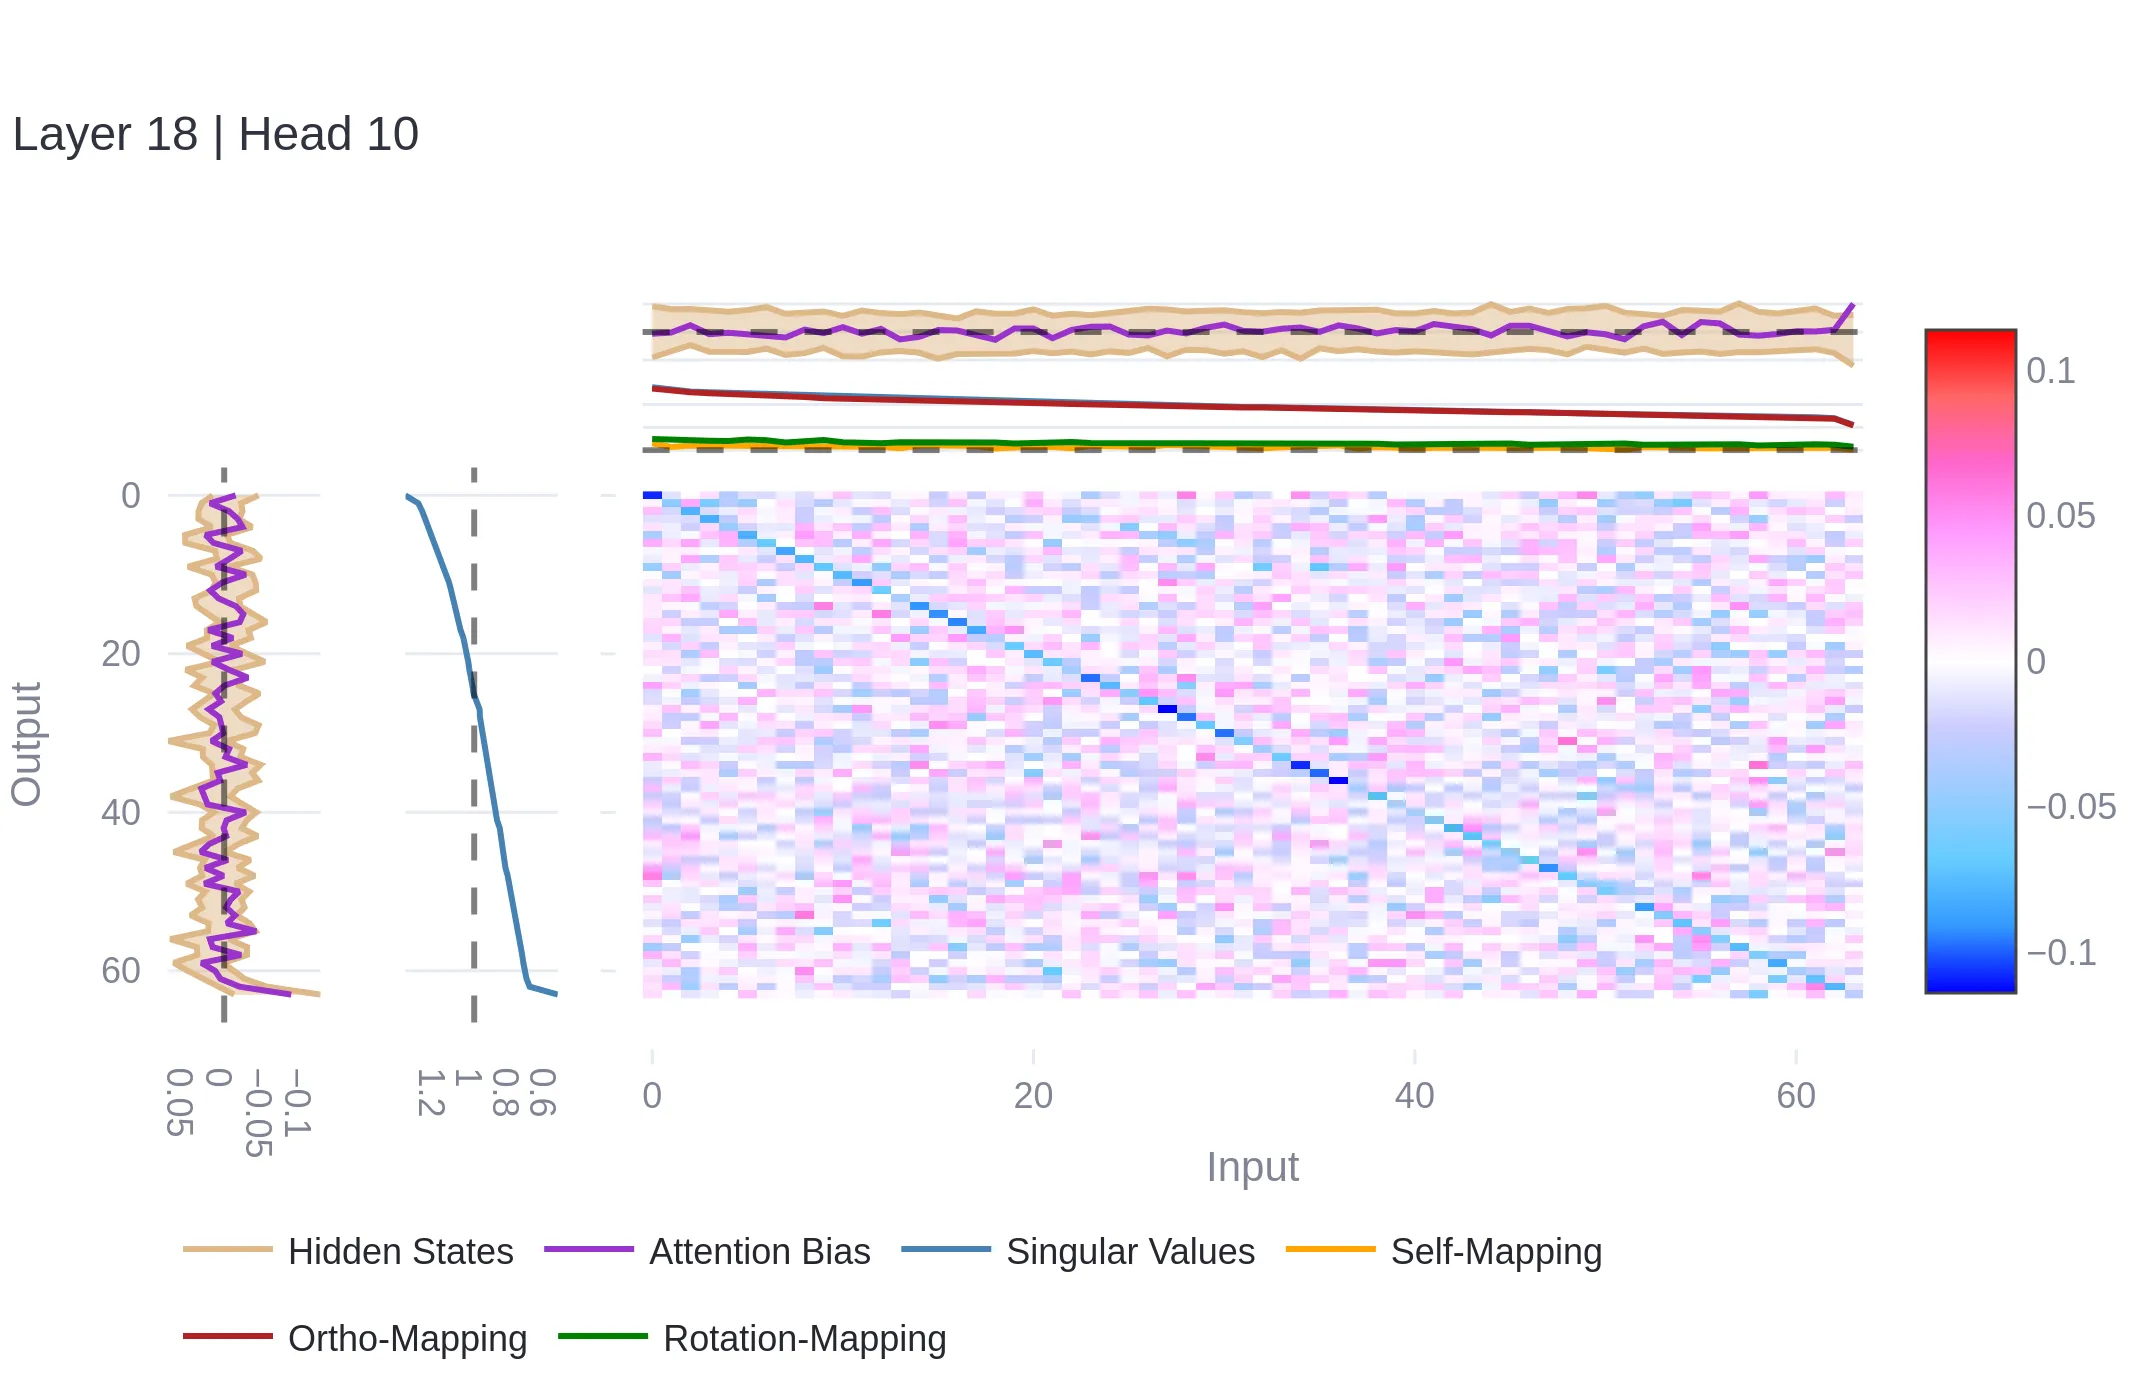 Layer 18 | Head 10
0
20
40
60
Output
0.05
0
−0.05
−0.1
1.2
1
0.8
0.6
0
20
40
60
Input
0.1
0.05
0
−0.05
−0.1
Hidden States
Attention Bias
Singular Values
Self-Mapping
Ortho-Mapping
Rotation-Mapping